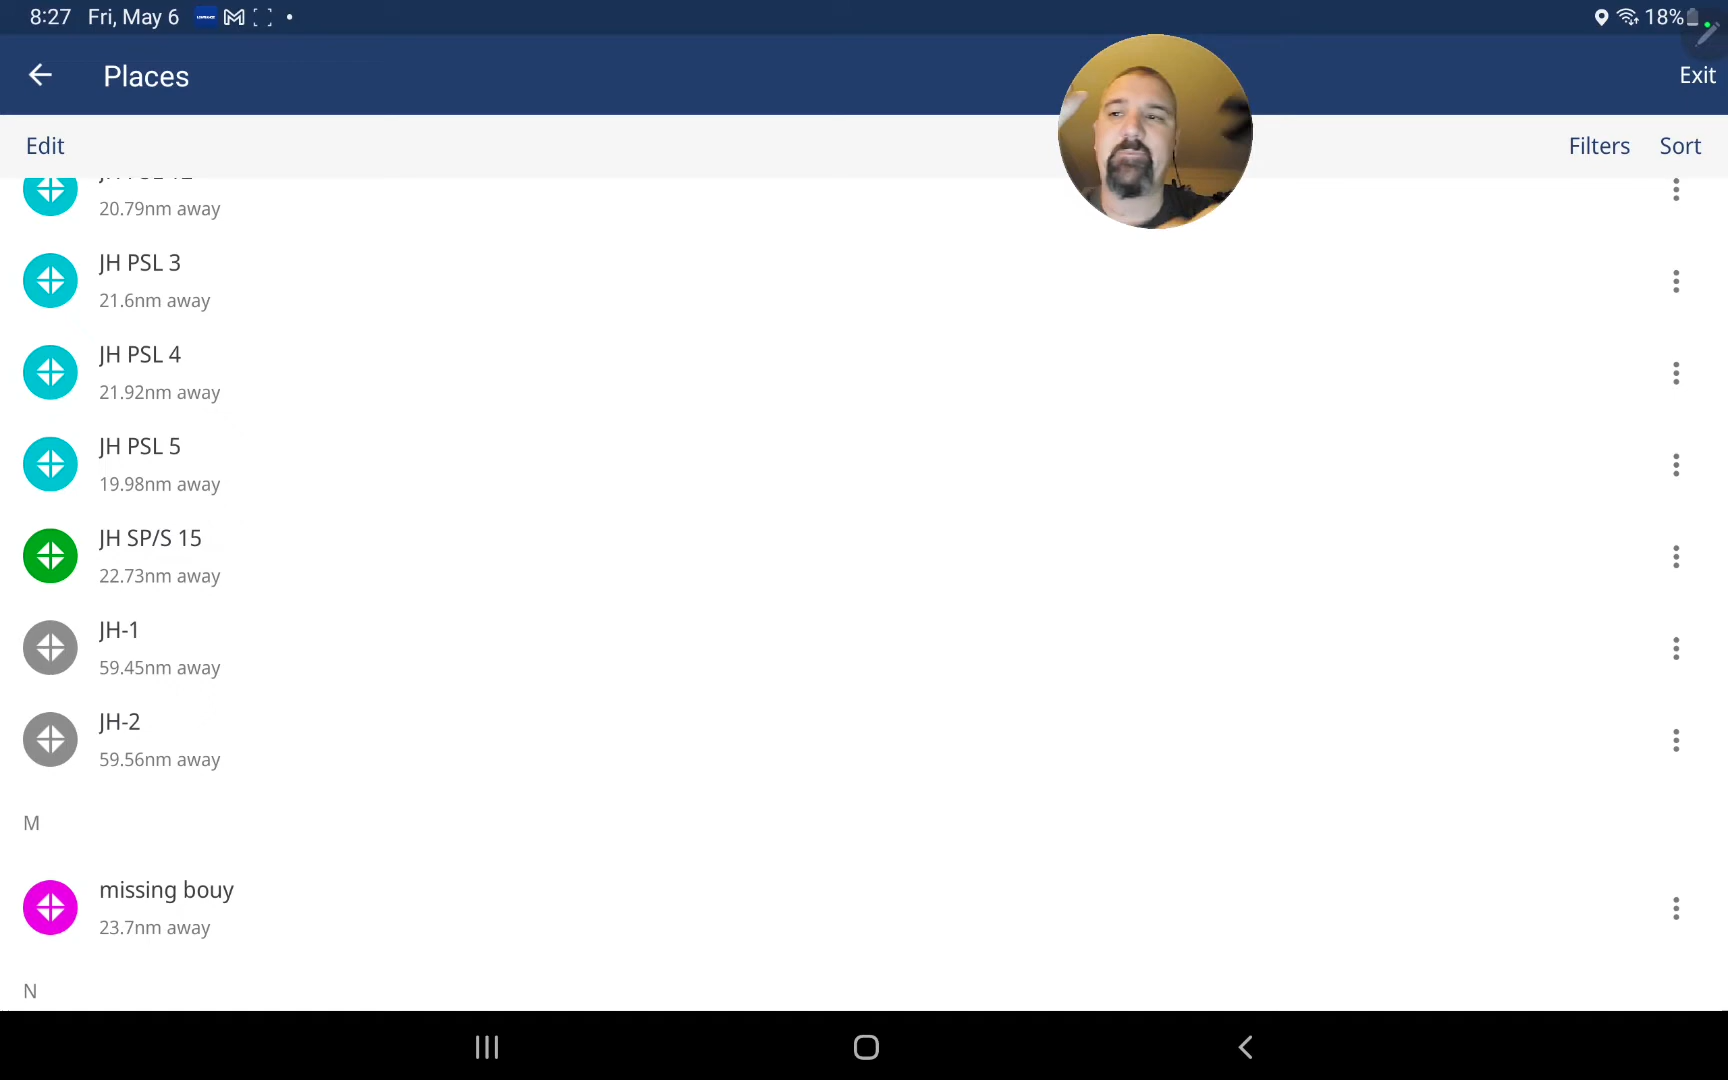 8:27 Fri, May 6 18%
Places
Exit
Edit
Filters
Sort
20.79nm away
JH PSL 3
21.6nm away
JH PSL 4
21.92nm away
JH PSL 5
19.98nm away
JH SP/S 15
22.73nm away
JH-1
59.45nm away
JH-2
59.56nm away
M
missing bouy
23.7nm away
N